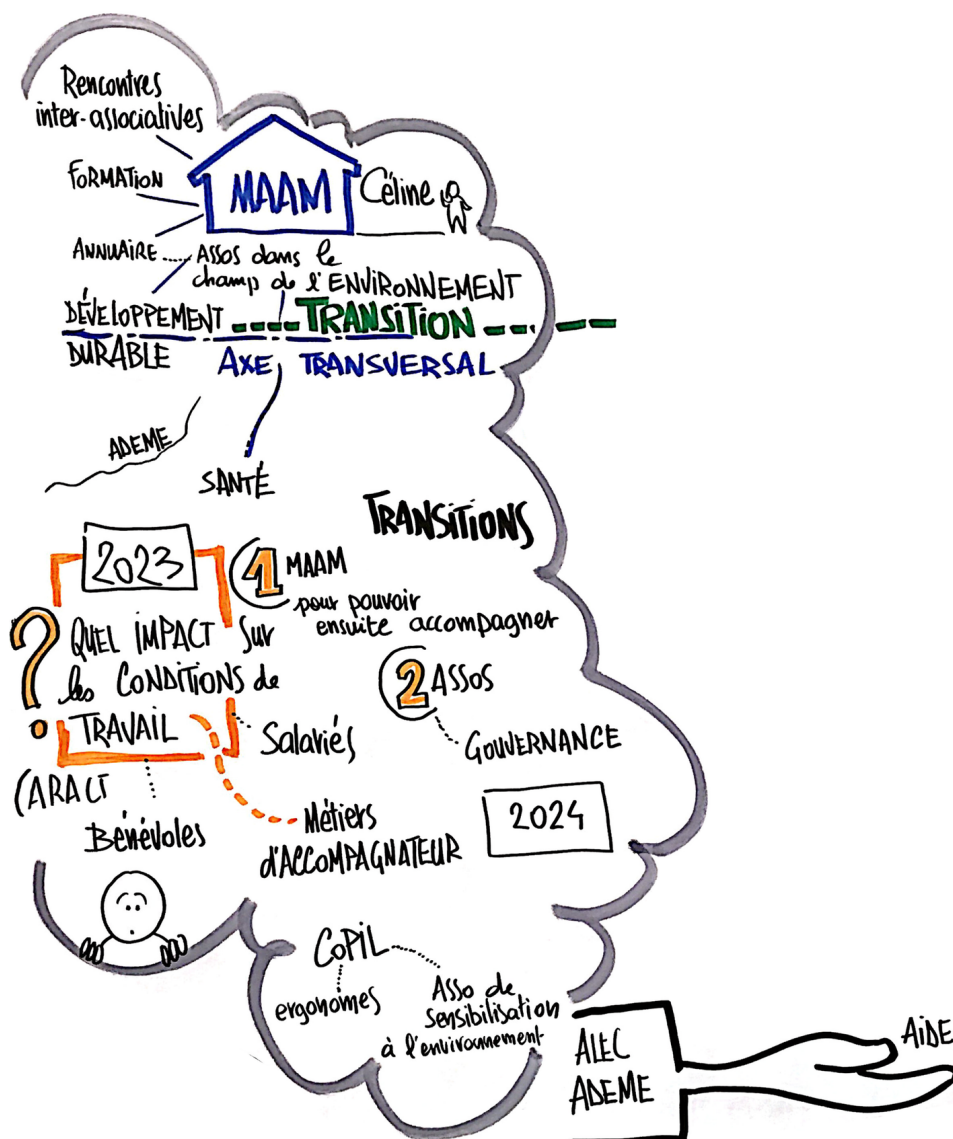 Rencontres
inter-associatives
FORMATION
MAAM
Céline
ANNUAIRE
Assos dans le
champ de l'ENVIRONNEMENT
DÉVELOPPEMENT
DURABLE
TRANSITION
AXE TRANSVERSAL
ADEME
SANTÉ
TRANSITIONS
2023
1 MAAM
pour pouvoir
ensuite accompagner
? QUEL IMPACT sur
les CONDITIONS de
TRAVAIL
2 ASSOS
GOUVERNANCE
Salariés
(ARACT
Bénévoles
Métiers
d'ACCOMPAGNATEUR
2024
COPIL
ergonomes
Asso de
sensibilisation
à l'environnement
ALEC
ADEME
AIDE